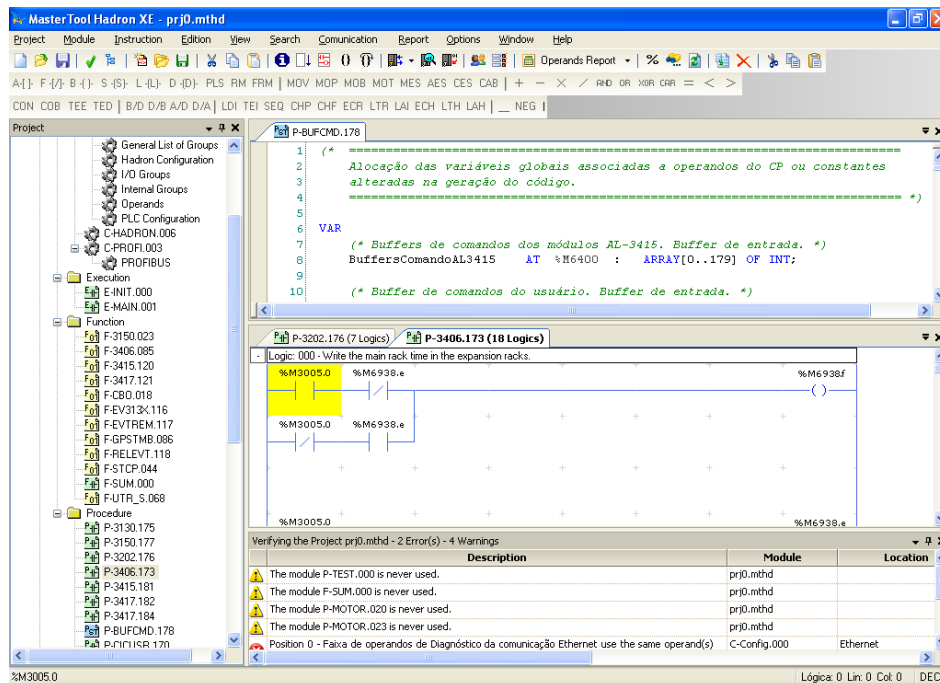 MasterTool Hadron XE - prj0.mthd
Project Module Instruction Edition View Search Comunication Report Options Window Help
Operands Report
A-[ ]- F-[/]- B-( )- S-(S)- L-(L)- D-(D)- PLS RM FRM MOV MOP MOB MOT MES AES CES CAB + − × / AND OR XOR CAR = < >
CON COB TEE TED B/D D/B A/D D/A LDI TEI SEQ CHP CHF ECR LTR LAI ECH LTH LAH NEG
Project
General List of Groups
Hadron Configuration
I/O Groups
Internal Groups
Operands
PLC Configuration
C-HADRON.006
C-PROFI.003
PROFIBUS
Execution
E-INIT.000
E-MAIN.001
Function
F-3150.023
F-3406.085
F-3415.120
F-3417.121
F-CBO.018
F-EV313X.116
F-EVTREM.117
F-GPSTMB.086
F-RELEVT.118
F-STCP.044
F-SUM.000
F-UTR_S.068
Procedure
P-3130.175
P-3150.177
P-3202.176
P-3406.173
P-3415.181
P-3417.182
P-3417.184
P-BUFCMD.178
P-CICUSB.170
P-BUFCMD.178
1 (* ==========================================================================
2 Alocação das variáveis globais associadas a operandos do CP ou constantes
3 alteradas na geração do código.
4 ========================================================================== *)
5
6 VAR
7 (* Buffers de comandos dos módulos AL-3415. Buffer de entrada. *)
8 BuffersComandoAL3415 AT %M6400 : ARRAY[0..179] OF INT;
9
10 (* Buffer de comandos do usuário. Buffer de entrada. *)
P-3202.176 (7 Logics) P-3406.173 (18 Logics)
- Logic: 000 - Write the main rack time in the expansion racks.
%M3005.0 %M6938.e %M6938.f
%M3005.0 %M6938.e
%M3005.0 %M6938.e
Verifying the Project prj0.mthd - 2 Error(s) - 4 Warnings
Description Module Location
The module P-TEST.000 is never used. prj0.mthd
The module F-SUM.000 is never used. prj0.mthd
The module P-MOTOR.020 is never used. prj0.mthd
The module P-MOTOR.023 is never used. prj0.mthd
Position 0 - Faixa de operandos de Diagnóstico da comunicação Ethernet use the same operand(s) C-Config.000 Ethernet
%M3005.0 Lógica: 0 Lin: 0 Col: 0 DEC